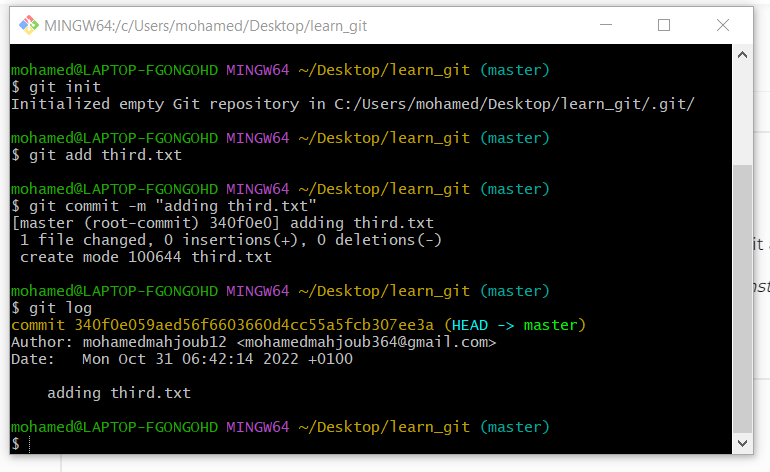 MINGW64:/c/Users/mohamed/Desktop/learn_git
mohamed@LAPTOP-FGONGOHD MINGW64 ~/Desktop/learn_git (master)
$ git init
Initialized empty Git repository in C:/Users/mohamed/Desktop/learn_git/.git/
mohamed@LAPTOP-FGONGOHD MINGW64 ~/Desktop/learn_git (master)
$ git add third.txt
mohamed@LAPTOP-FGONGOHD MINGW64 ~/Desktop/learn_git (master)
$ git commit -m "adding third.txt"
[master (root-commit) 340f0e0] adding third.txt
 1 file changed, 0 insertions(+), 0 deletions(-)
 create mode 100644 third.txt
mohamed@LAPTOP-FGONGOHD MINGW64 ~/Desktop/learn_git (master)
$ git log
commit 340f0e059aed56f6603660d4cc55a5fcb307ee3a (HEAD -> master)
Author: mohamedmahjoub12 <mohamedmahjoub364@gmail.com>
Date:   Mon Oct 31 06:42:14 2022 +0100
    adding third.txt
mohamed@LAPTOP-FGONGOHD MINGW64 ~/Desktop/learn_git (master)
$